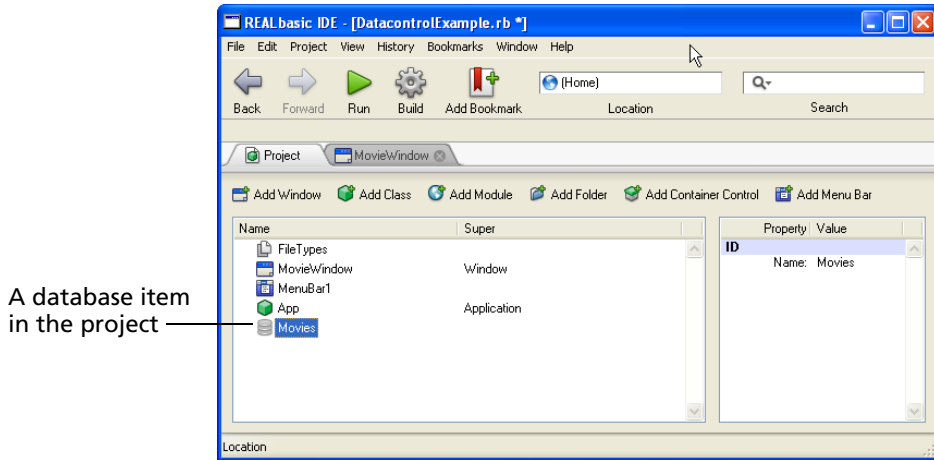 REALbasic IDE - [DatacontrolExample.rb *]
File Edit Project View History Bookmarks Window Help
(Home)
Back Forward Run Build Add Bookmark Location Search
Project MovieWindow
Add Window Add Class Add Module Add Folder Add Container Control Add Menu Bar
Name Super
Property Value
FileTypes
ID
MovieWindow Window
Name: Movies
MenuBar1
App Application
Movies
A database item
in the project
Location